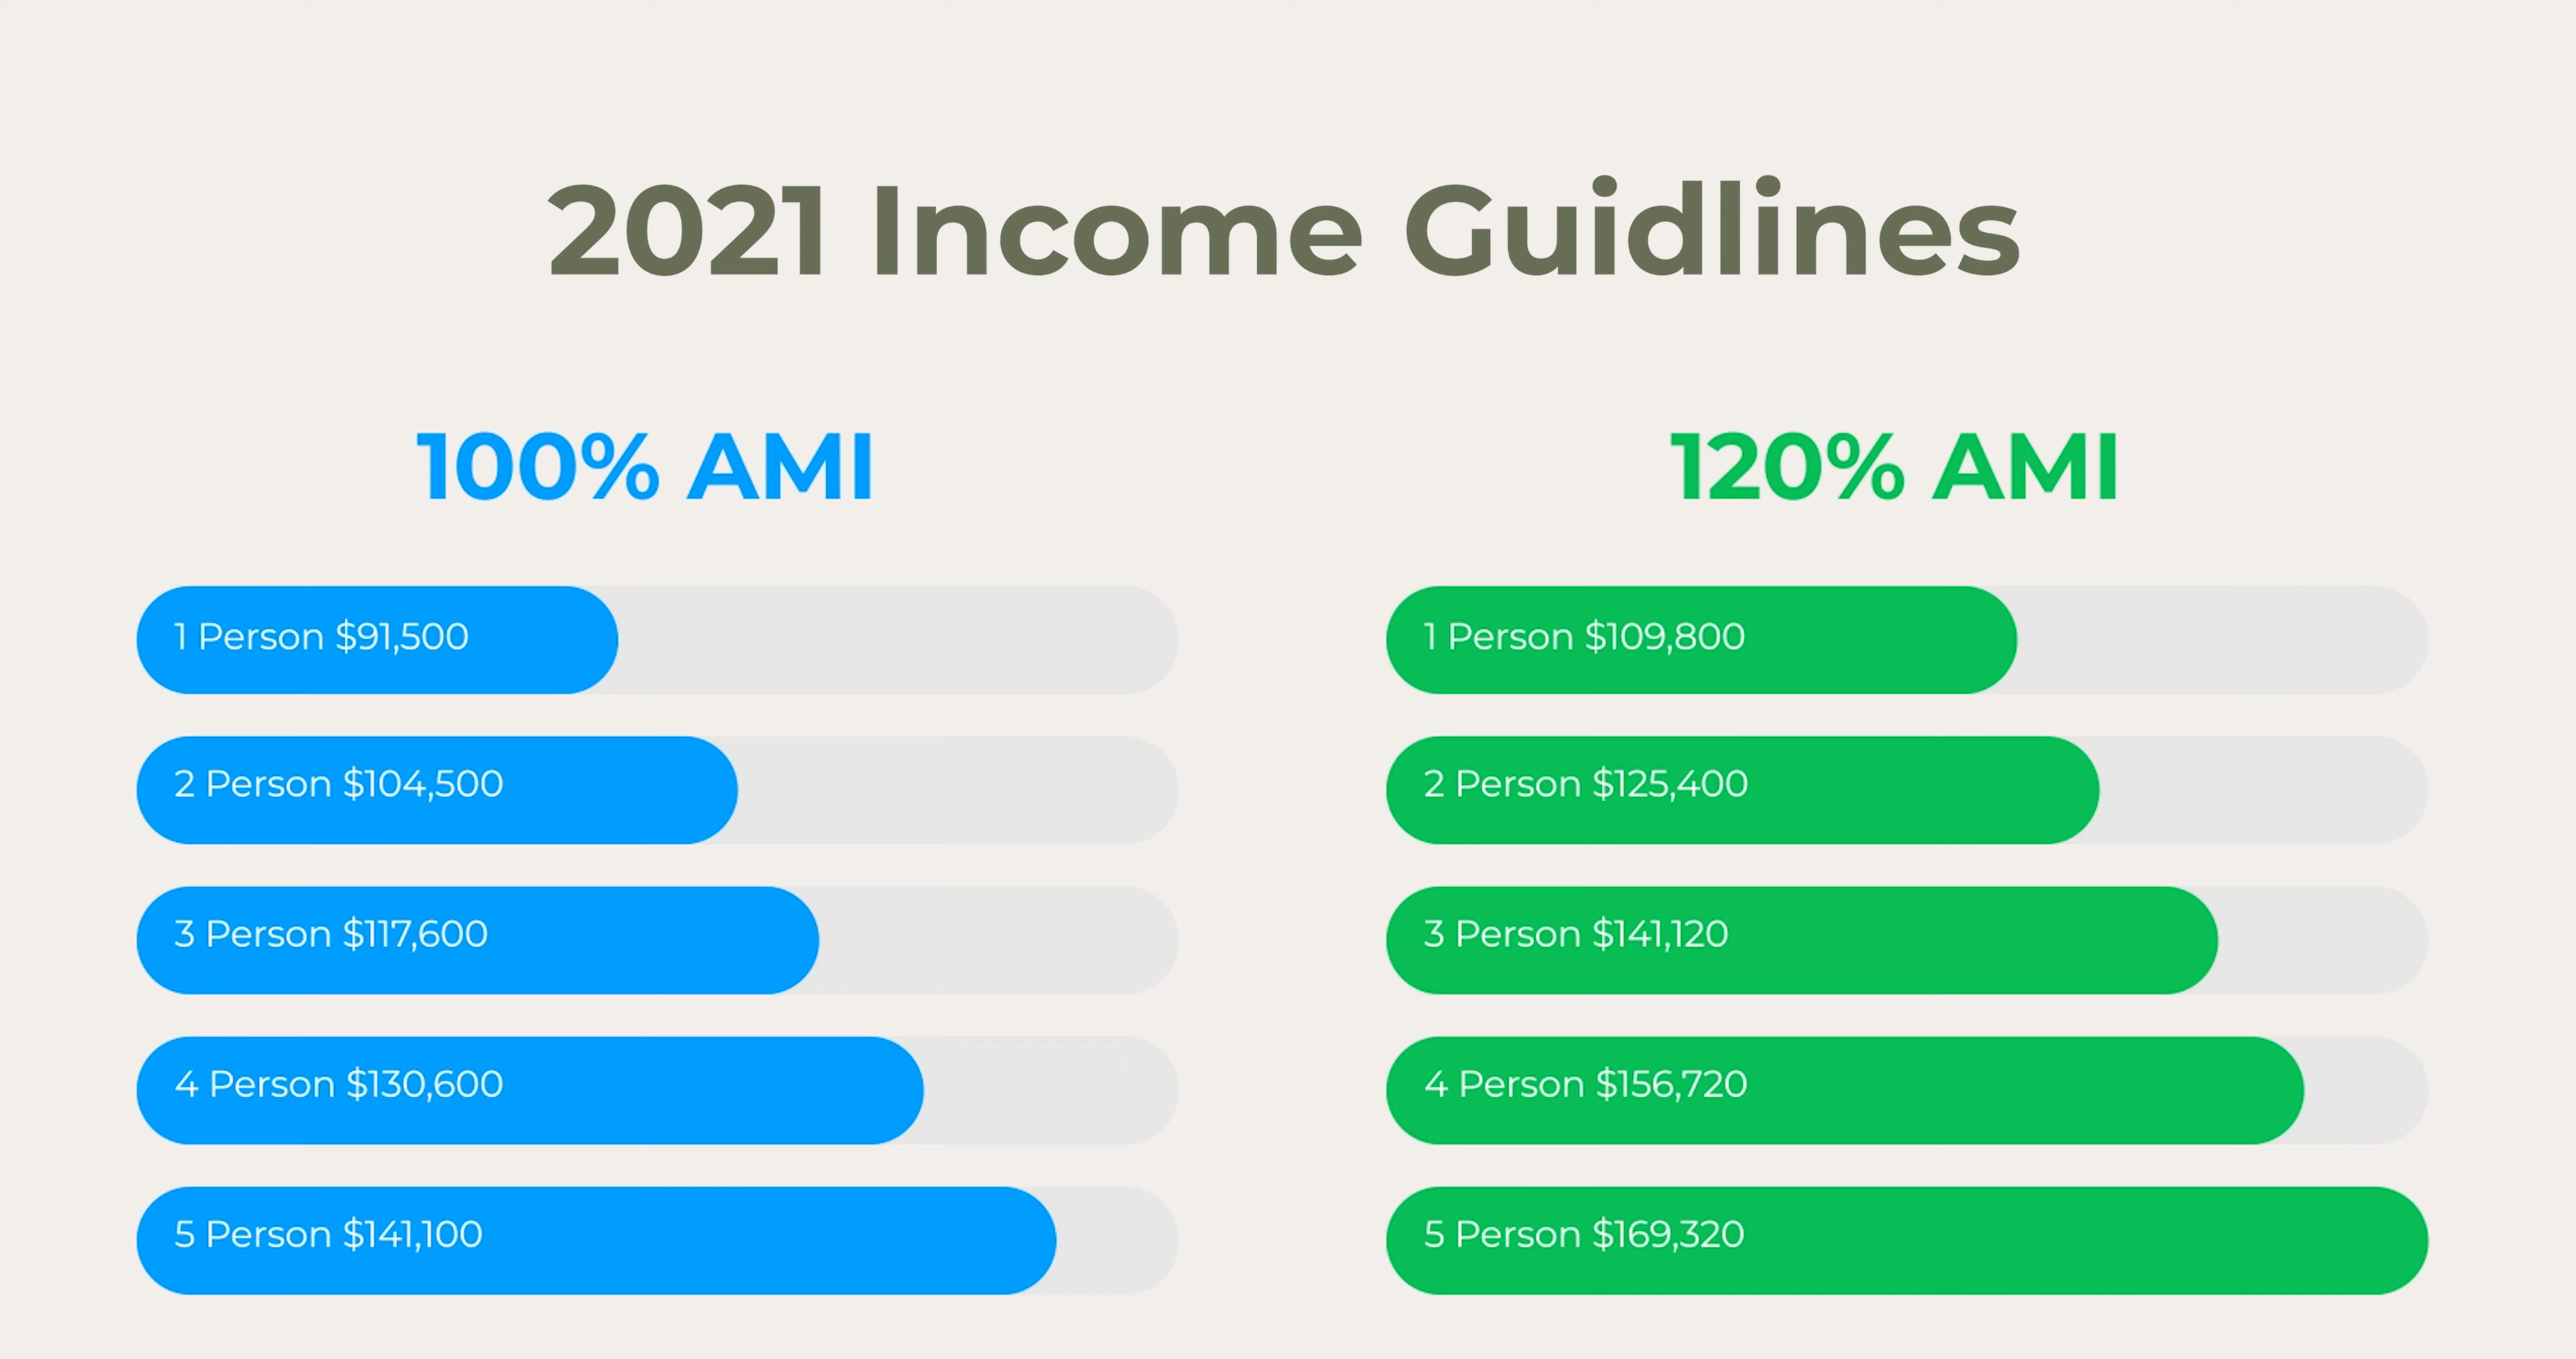 2021 Income Guidlines
100% AMI
1 Person $91,500
2 Person $104,500
3 Person $117,600
4 Person $130,600
5 Person $141,100
120% AMI
1 Person $109,800
2 Person $125,400
3 Person $141,120
4 Person $156,720
5 Person $169,320